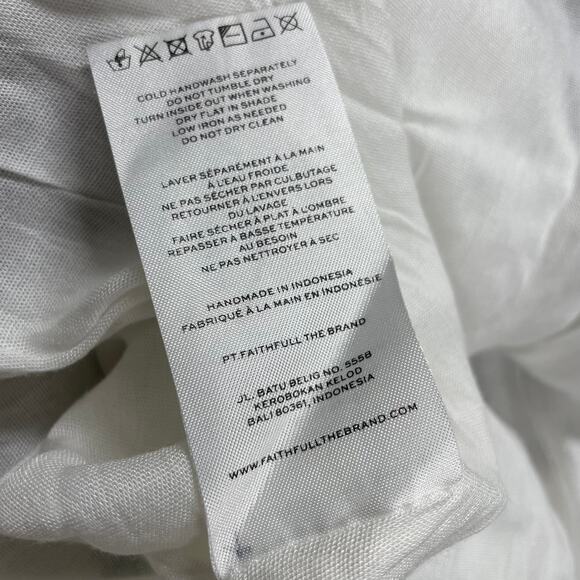 COLD HANDWASH SEPARATELY
DO NOT TUMBLE DRY
TURN INSIDE OUT WHEN WASHING
DRY FLAT IN SHADE
LOW IRON AS NEEDED
DO NOT DRY CLEAN
LAVER SÉPARÉMENT À LA MAIN
À L'EAU FROIDE
NE PAS SÉCHER PAR CULBUTAGE
RETOURNER À L'ENVERS LORS
DU LAVAGE
FAIRE SÉCHER À PLAT À L'OMBRE
REPASSER À BASSE TEMPÉRATURE
AU BESOIN
NE PAS NETTROYER À SEC
HANDMADE IN INDONESIA
FABRIQUÉ À LA MAIN EN INDONÉSIE
PT. FAITHFULL THE BRAND
JL, BATU BELIG NO. 555B
KEROBOKAN KELOD
BALI 80361, INDONESIA
WWW.FAITHFULLTHEBRAND.COM